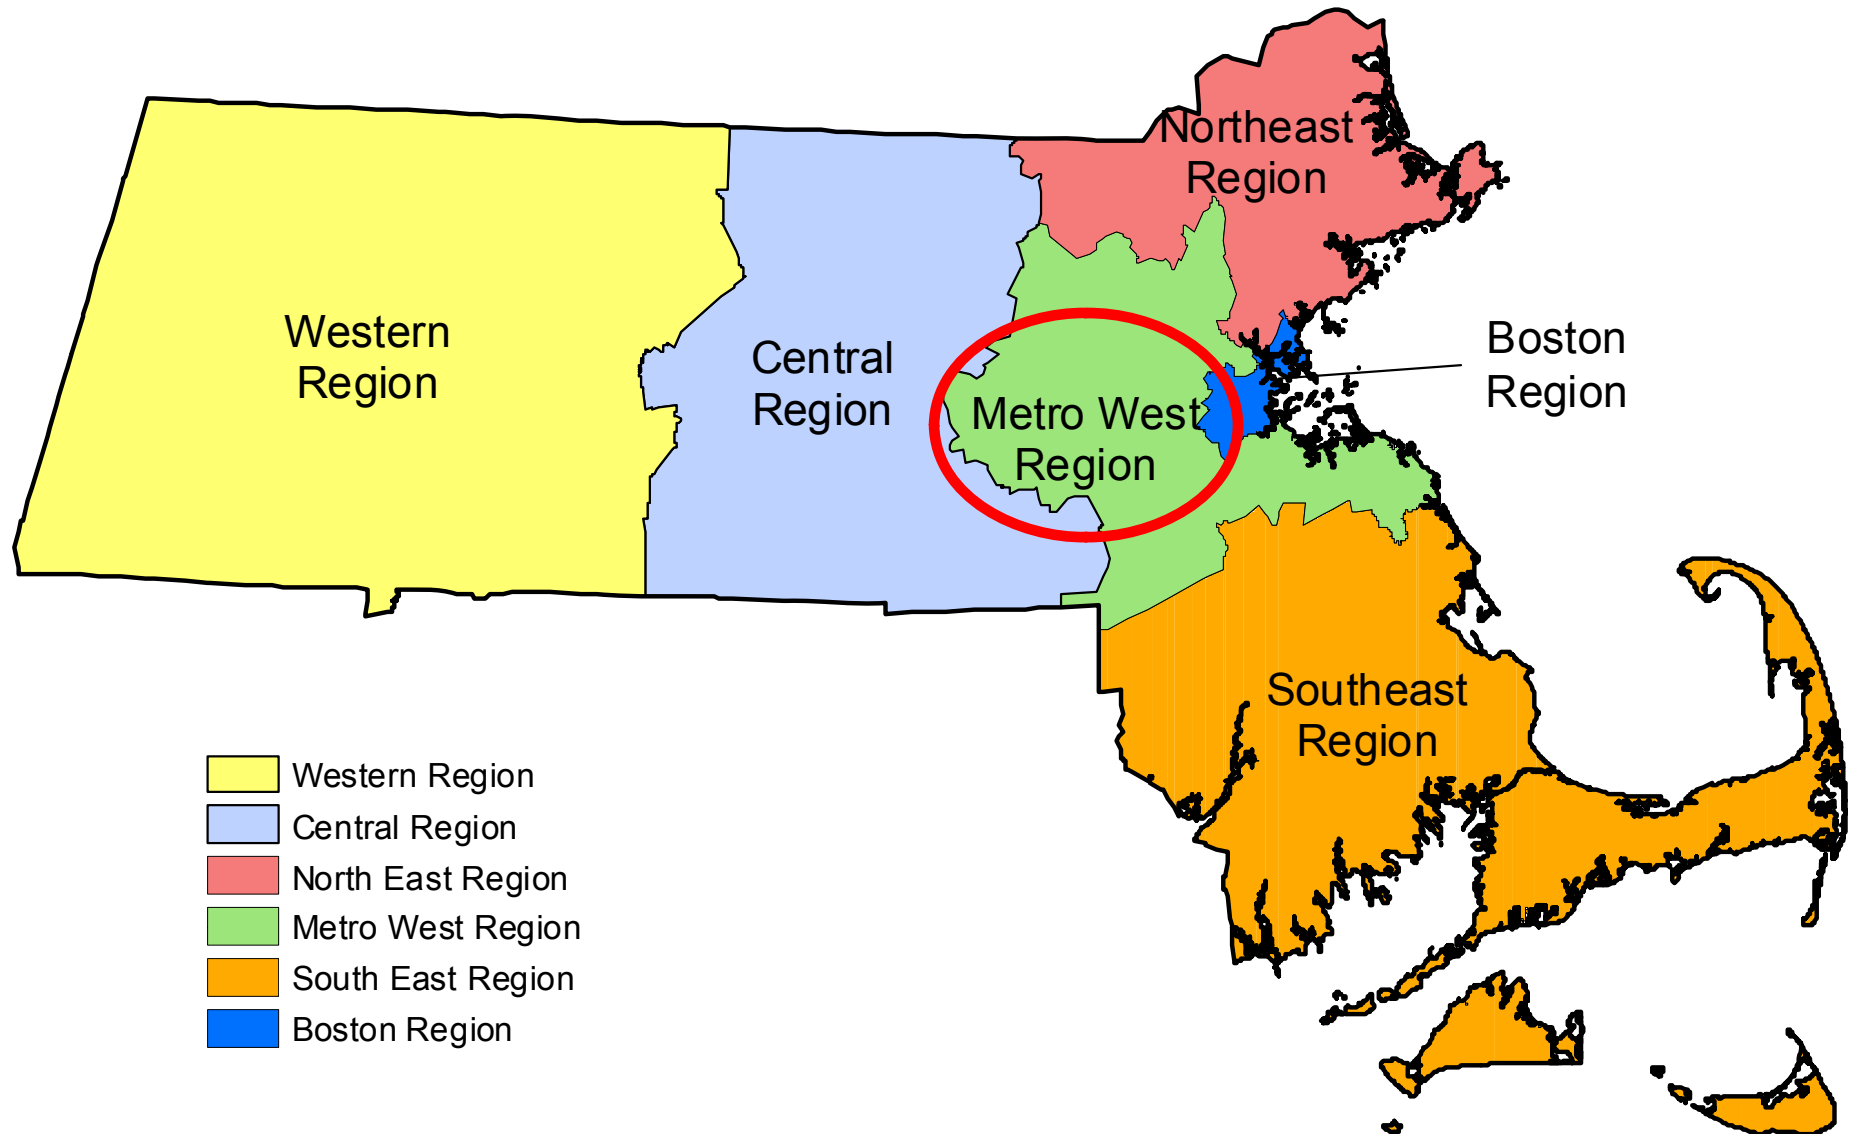 Northeast
Region
Western
Region
Central
Region
Metro West
Region
Boston
Region
Southeast
Region
Western Region
Central Region
North East Region
Metro West Region
South East Region
Boston Region